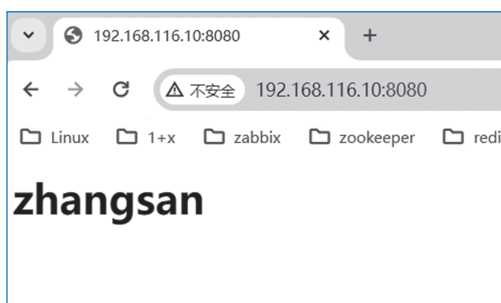 192.168.116.10:8080
不安全 192.168.116.10:8080
Linux 1+x zabbix zookeeper redi
zhangsan